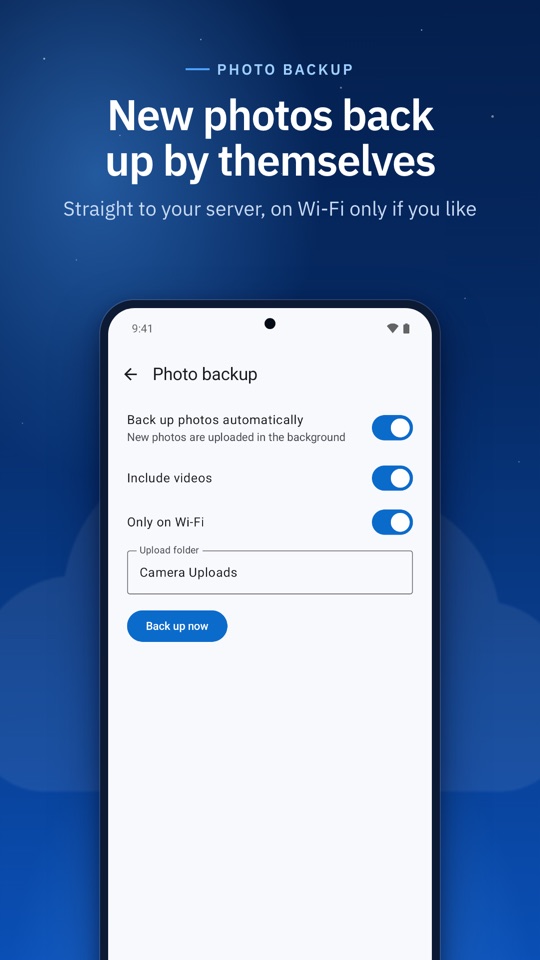 PHOTO BACKUP
New photos back
up by themselves
Straight to your server, on Wi-Fi only if you like
9:41
Photo backup
Back up photos automatically
New photos are uploaded in the background
Include videos
Only on Wi-Fi
Upload folder
Camera Uploads
Back up now